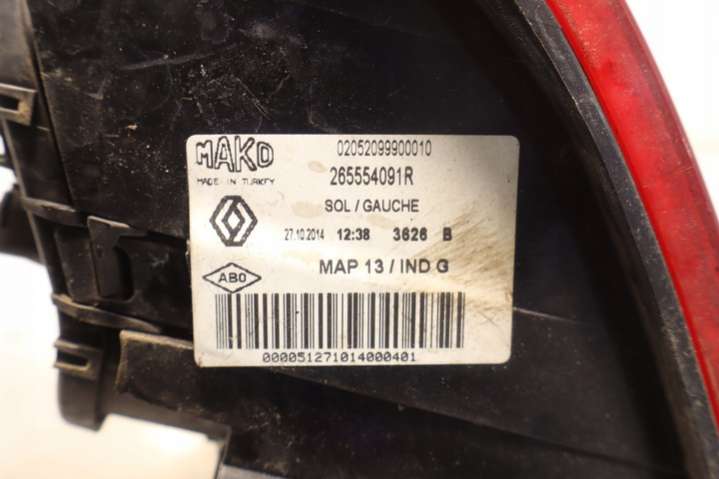 MAKO
MADE IN TURKEY
02052099900010
265554091R
SOL / GAUCHE
27.10.2014 12:38 3626 B
ABO
MAP 13 / IND G
000051271014000401